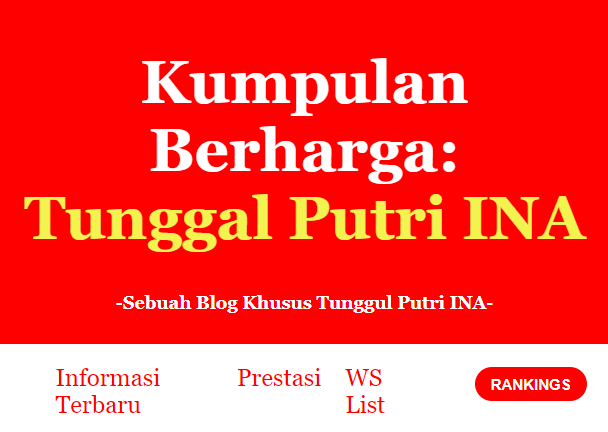 Kumpulan
Berharga:
Tunggal Putri INA
-Sebuah Blog Khusus Tunggul Putri INA-
Informasi Terbaru
Prestasi
WS List
RANKINGS